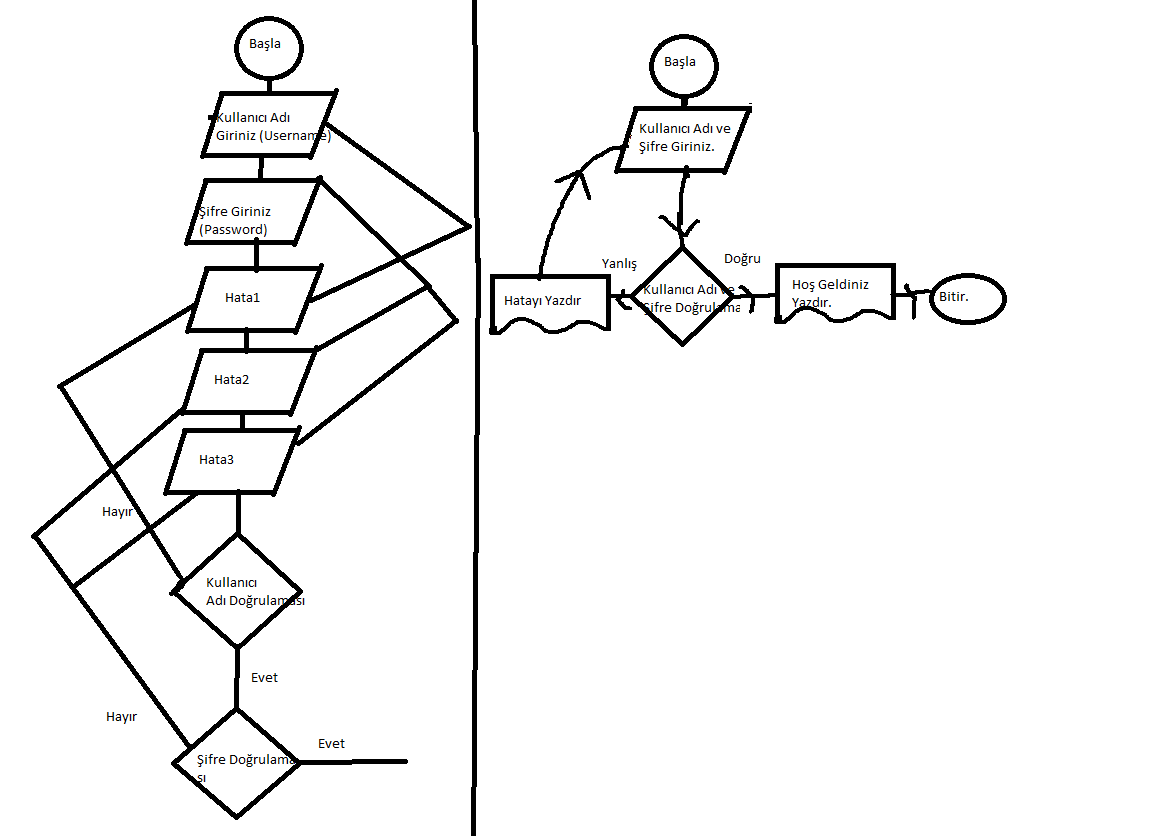 Başla
Kullanıcı Adı
Giriniz (Username)
Şifre Giriniz
(Password)
Hata1
Hata2
Hata3
Hayır
Kullanıcı
Adı Doğrulaması
Evet
Hayır
Şifre Doğrulama
sı
Evet
Başla
Kullanıcı Adı ve
Şifre Giriniz.
Yanlış
Doğru
Hatayı Yazdır
Kullanıcı Adı ve
Şifre Doğrulama
Hoş Geldiniz
Yazdır.
Bitir.